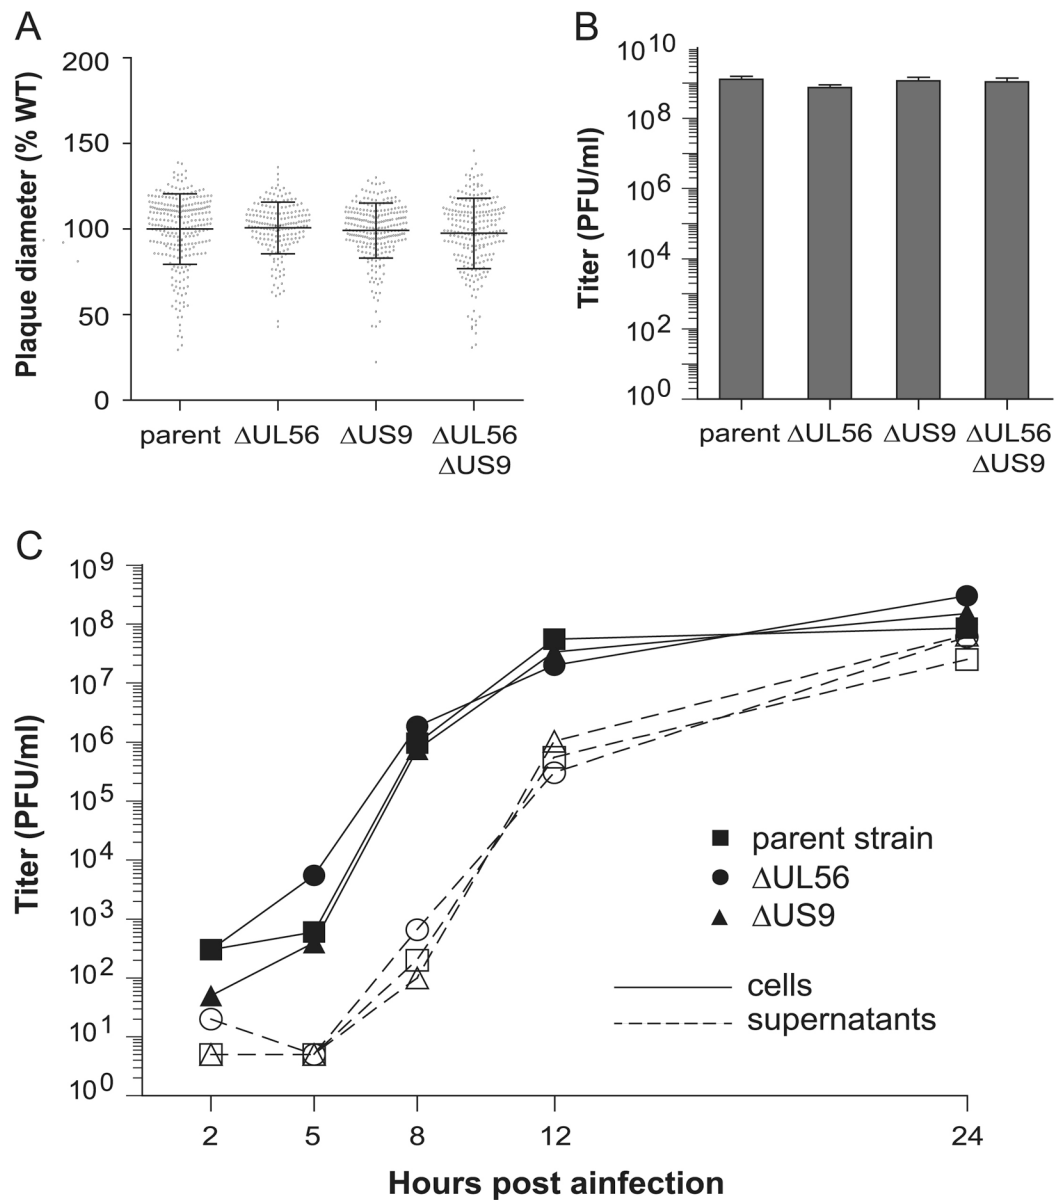 A
Plaque diameter (% WT)
200
150
100
50
0
parent
ΔUL56
ΔUS9
ΔUL56
ΔUS9
B
Titer (PFU/ml)
10^10
10^8
10^6
10^4
10^2
10^0
parent
ΔUL56
ΔUS9
ΔUL56
ΔUS9
C
Titer (PFU/ml)
10^9
10^8
10^7
10^6
10^5
10^4
10^3
10^2
10^1
10^0
parent strain
ΔUL56
ΔUS9
cells
supernatants
2 5 8 12 24
Hours post ainfection